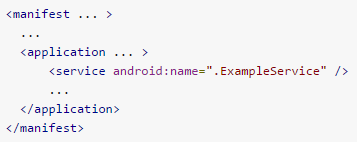 <manifest ... >
  ...
  <application ... >
      <service android:name=".ExampleService" />
      ...
  </application>
</manifest>